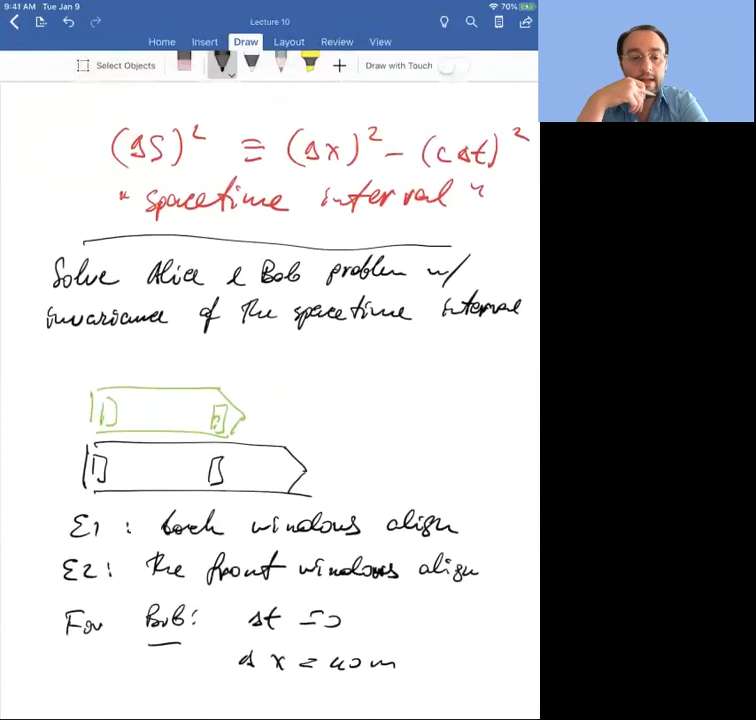 9:41 AM Tue Jan 9
70%
Lecture 10
Home Insert Draw Layout Review View
Select Objects
Draw with Touch
(ΔS)² ≡ (Δx)² - (cΔt)²
"spacetime interval"
Solve Alice & Bob problem w/
invariance of the spacetime interval
E1: back windows align
E2: the front windows align
For Bob: Δt = 0
Δx = 40 m